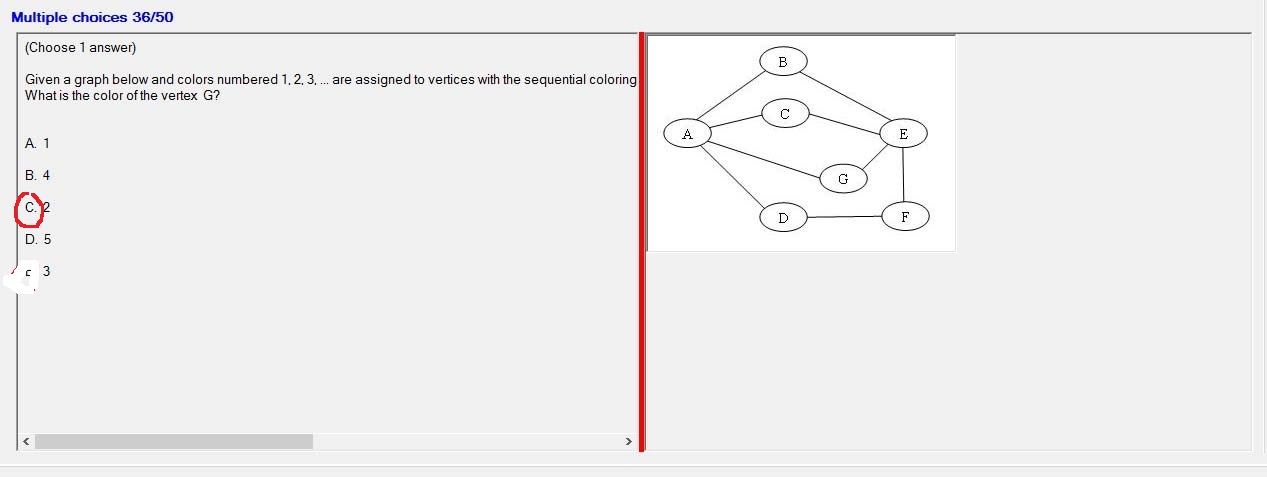 Multiple choices 36/50
(Choose 1 answer)
Given a graph below and colors numbered 1, 2, 3, ... are assigned to vertices with the sequential coloring
What is the color of the vertex G?
A. 1
B. 4
C. 2
D. 5
3
B
C
A
E
G
D
F